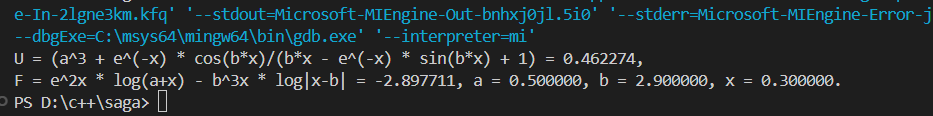 e-In-2lgne3km.kfq' '--stdout=Microsoft-MIEngine-Out-bnhxj0jl.5i0' '--stderr=Microsoft-MIEngine-Error-j
--dbgExe=C:\msys64\mingw64\bin\gdb.exe' '--interpreter=mi'
U = (a^3 + e^(-x) * cos(b*x)/(b*x - e^(-x) * sin(b*x) + 1) = 0.462274,
F = e^2x * log(a+x) - b^3x * log|x-b| = -2.897711, a = 0.500000, b = 2.900000, x = 0.300000.
PS D:\c++\saga>